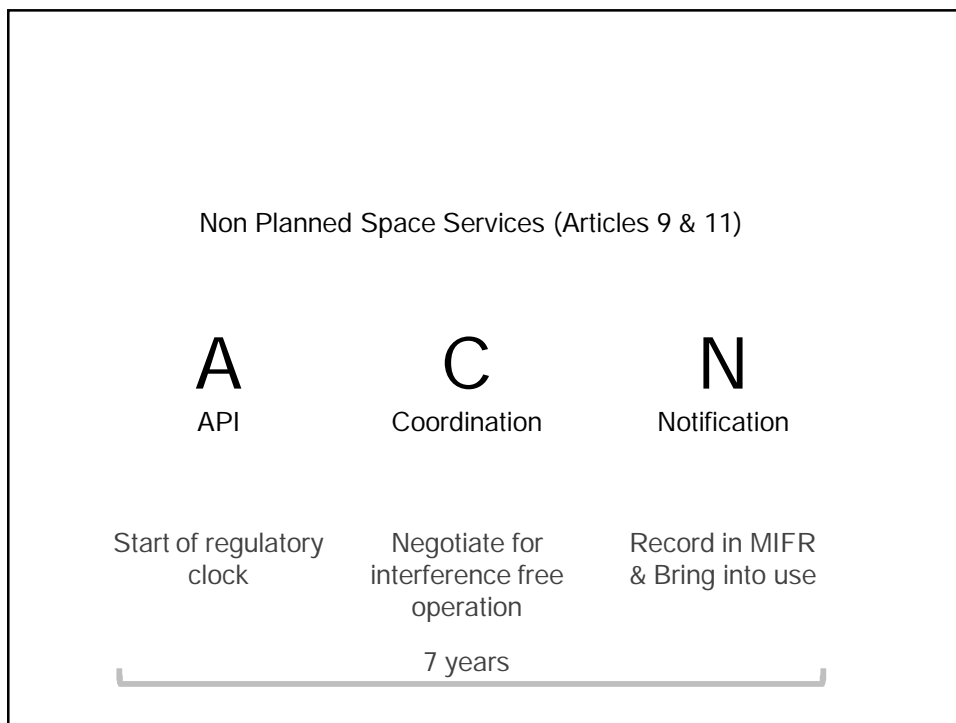 Non Planned Space Services (Articles 9 & 11)
A
C
N
API
Coordination
Notification
Start of regulatory
clock
Negotiate for
interference free
operation
Record in MIFR
& Bring into use
7 years